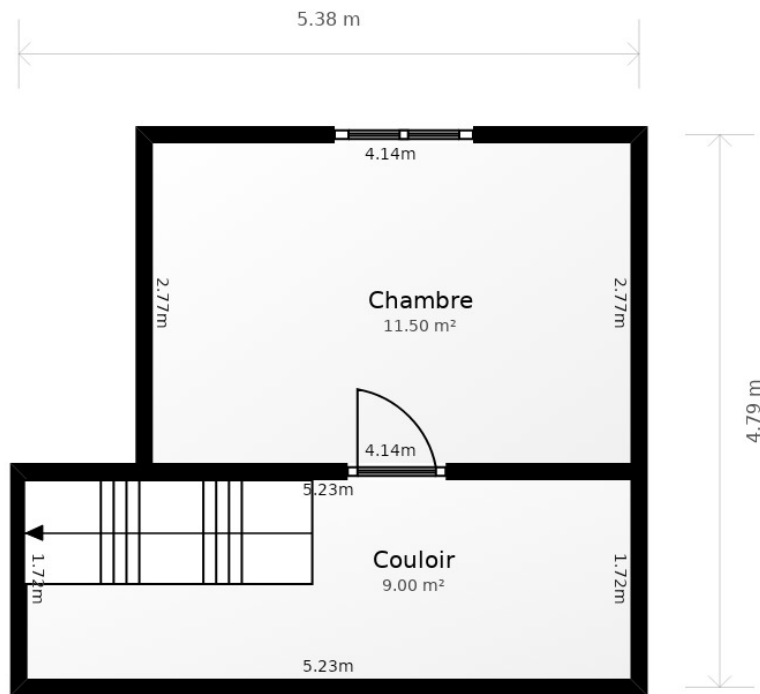 5.38 m
4.14m
2.77m
2.77m
Chambre
11.50 m²
4.79 m
4.14m
5.23m
Couloir
9.00 m²
1.72m
1.72m
5.23m